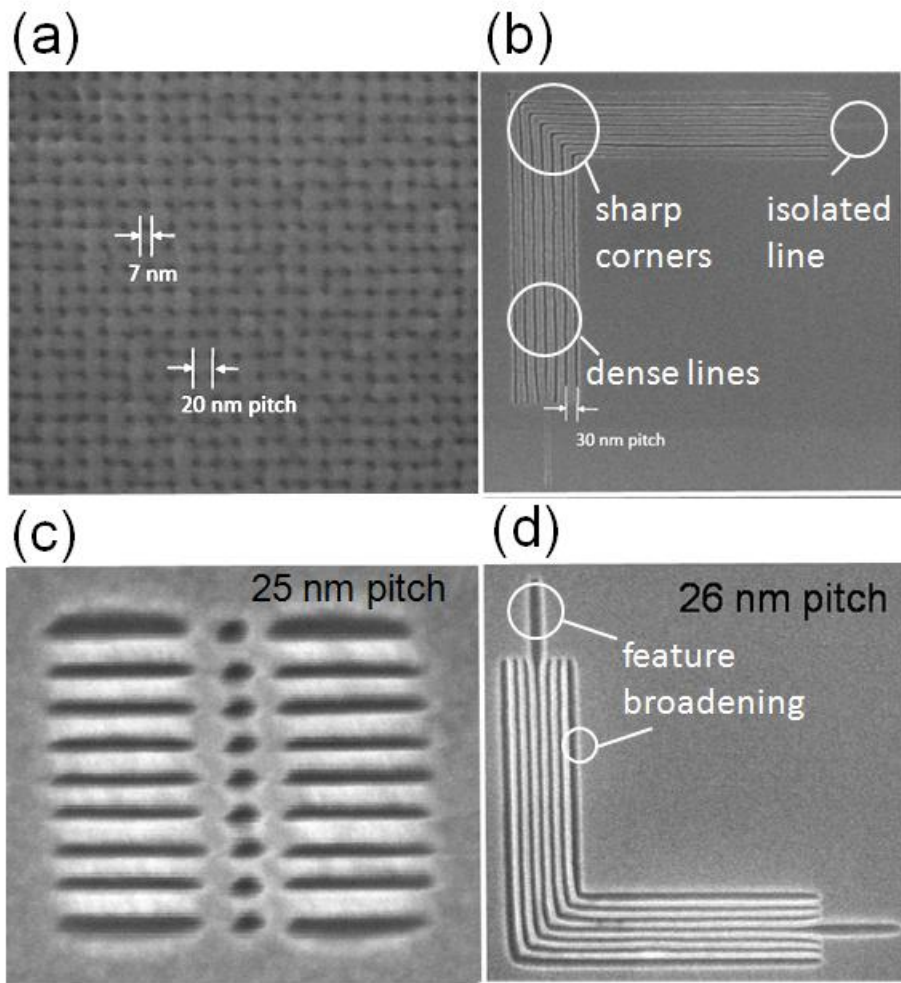 (a)
7 nm
20 nm pitch
(b)
sharp
corners
isolated
line
dense lines
30 nm pitch
(c)
25 nm pitch
(d)
26 nm pitch
feature
broadening